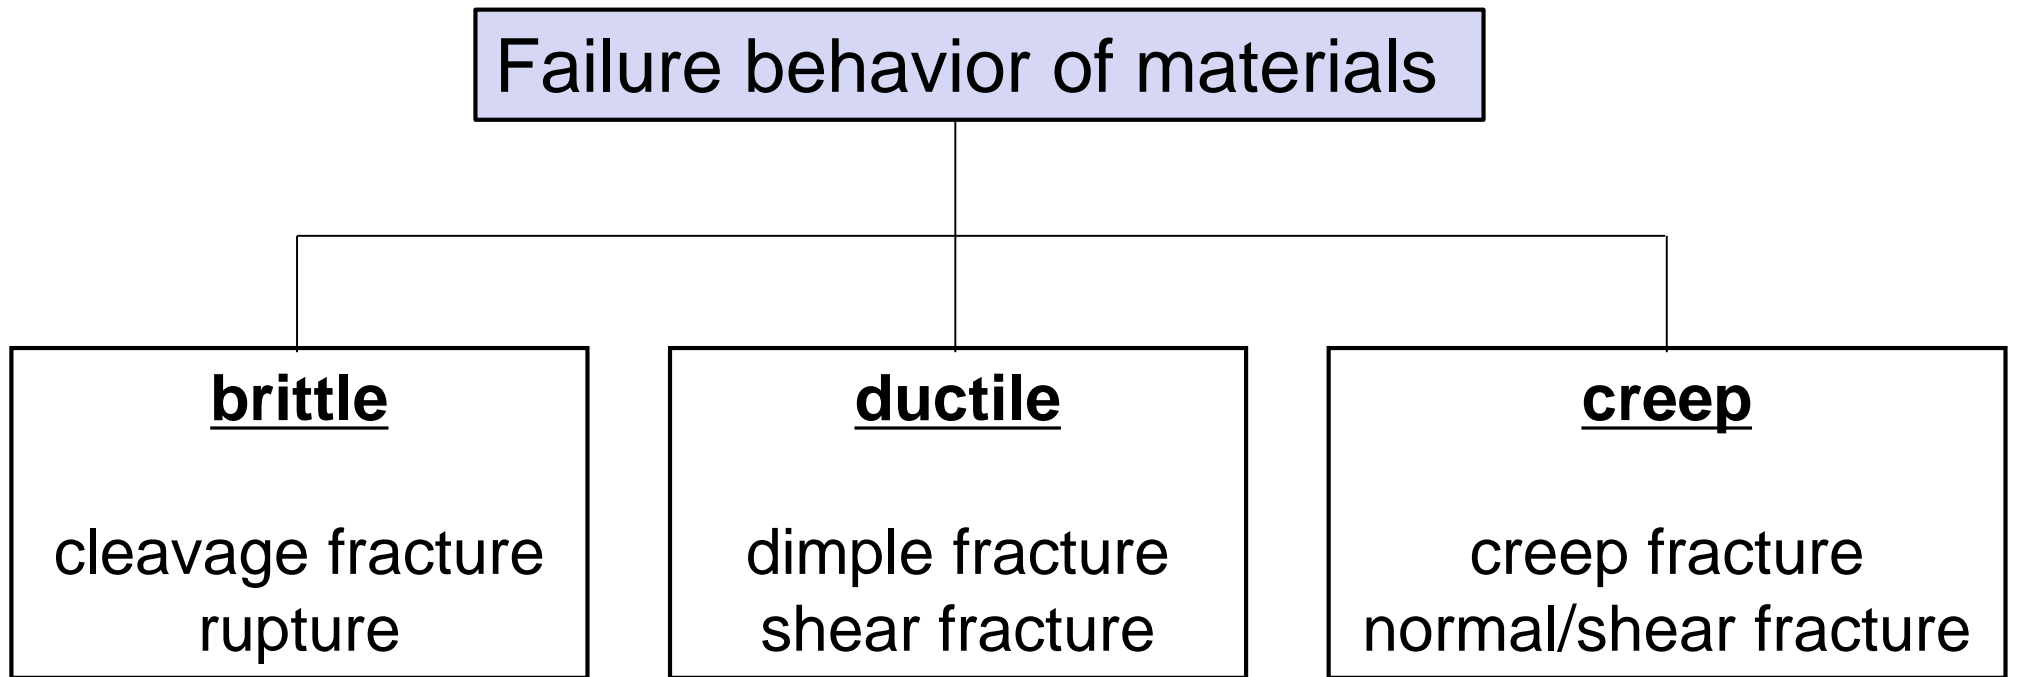 Failure behavior of materials
brittle
cleavage fracture
rupture
ductile
dimple fracture
shear fracture
creep
creep fracture
normal/shear fracture